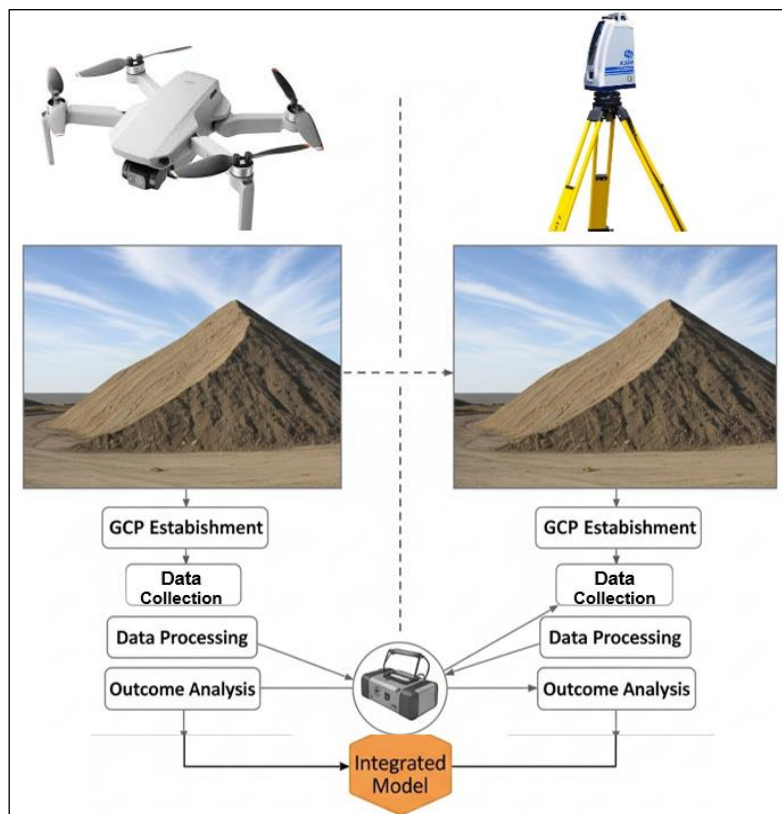 GCP Estabishment
GCP Estabishment
Data
Collection
Data
Collection
Data Processing
Data Processing
Outcome Analysis
Outcome Analysis
Integrated
Model